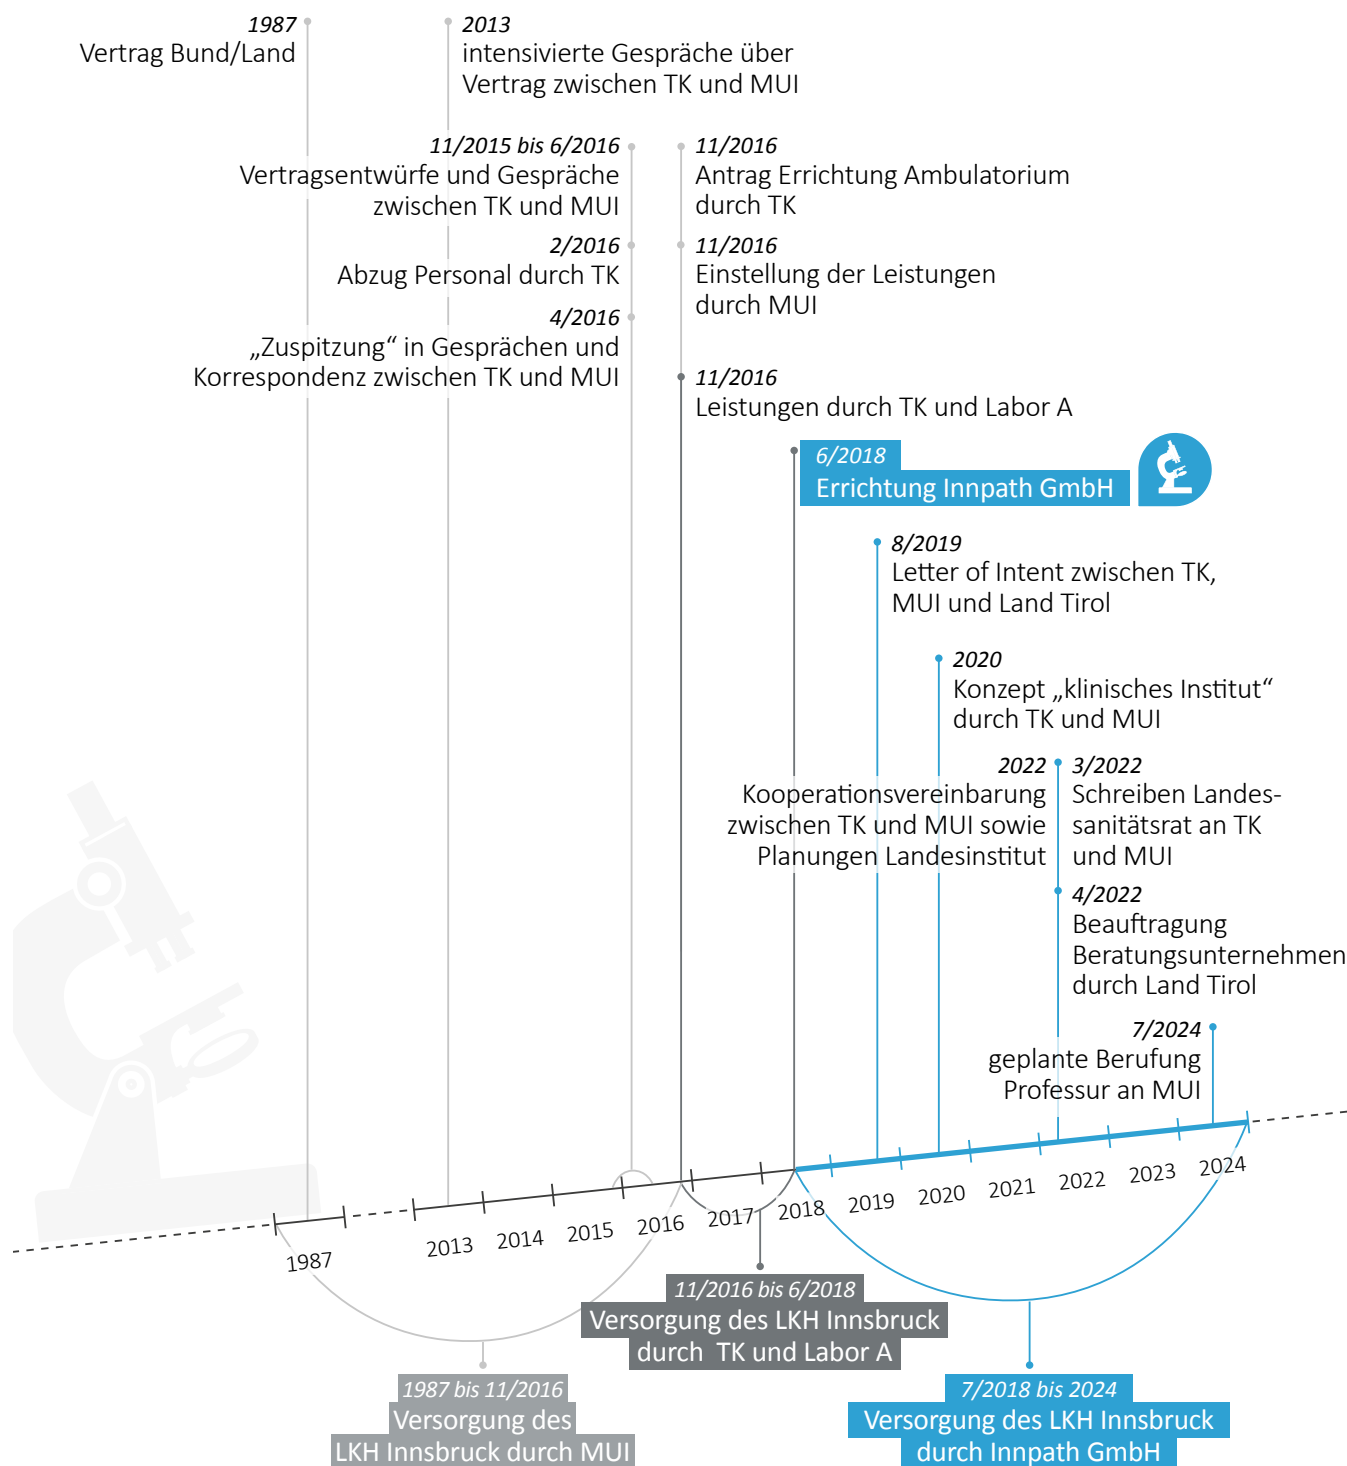 1987
Vertrag Bund/Land
2013
intensivierte Gespräche über
Vertrag zwischen TK und MUI
11/2015 bis 6/2016
Vertragsentwürfe und Gespräche
zwischen TK und MUI
2/2016
Abzug Personal durch TK
4/2016
„Zuspitzung“ in Gesprächen und
Korrespondenz zwischen TK und MUI
11/2016
Antrag Errichtung Ambulatorium
durch TK
11/2016
Einstellung der Leistungen
durch MUI
11/2016
Leistungen durch TK und Labor A
6/2018
Errichtung Innpath GmbH
8/2019
Letter of Intent zwischen TK,
MUI und Land Tirol
2020
Konzept „klinisches Institut“
durch TK und MUI
2022
Kooperationsvereinbarung
zwischen TK und MUI sowie
Planungen Landesinstitut
3/2022
Schreiben Landes-
sanitätsrat an TK
und MUI
4/2022
Beauftragung
Beratungsunternehmen
durch Land Tirol
7/2024
geplante Berufung
Professur an MUI
1987
2013
2014
2015
2016
2017
2018
2019
2020
2021
2022
2023
2024
11/2016 bis 6/2018
Versorgung des LKH Innsbruck
durch TK und Labor A
1987 bis 11/2016
Versorgung des
LKH Innsbruck durch MUI
7/2018 bis 2024
Versorgung des LKH Innsbruck
durch Innpath GmbH